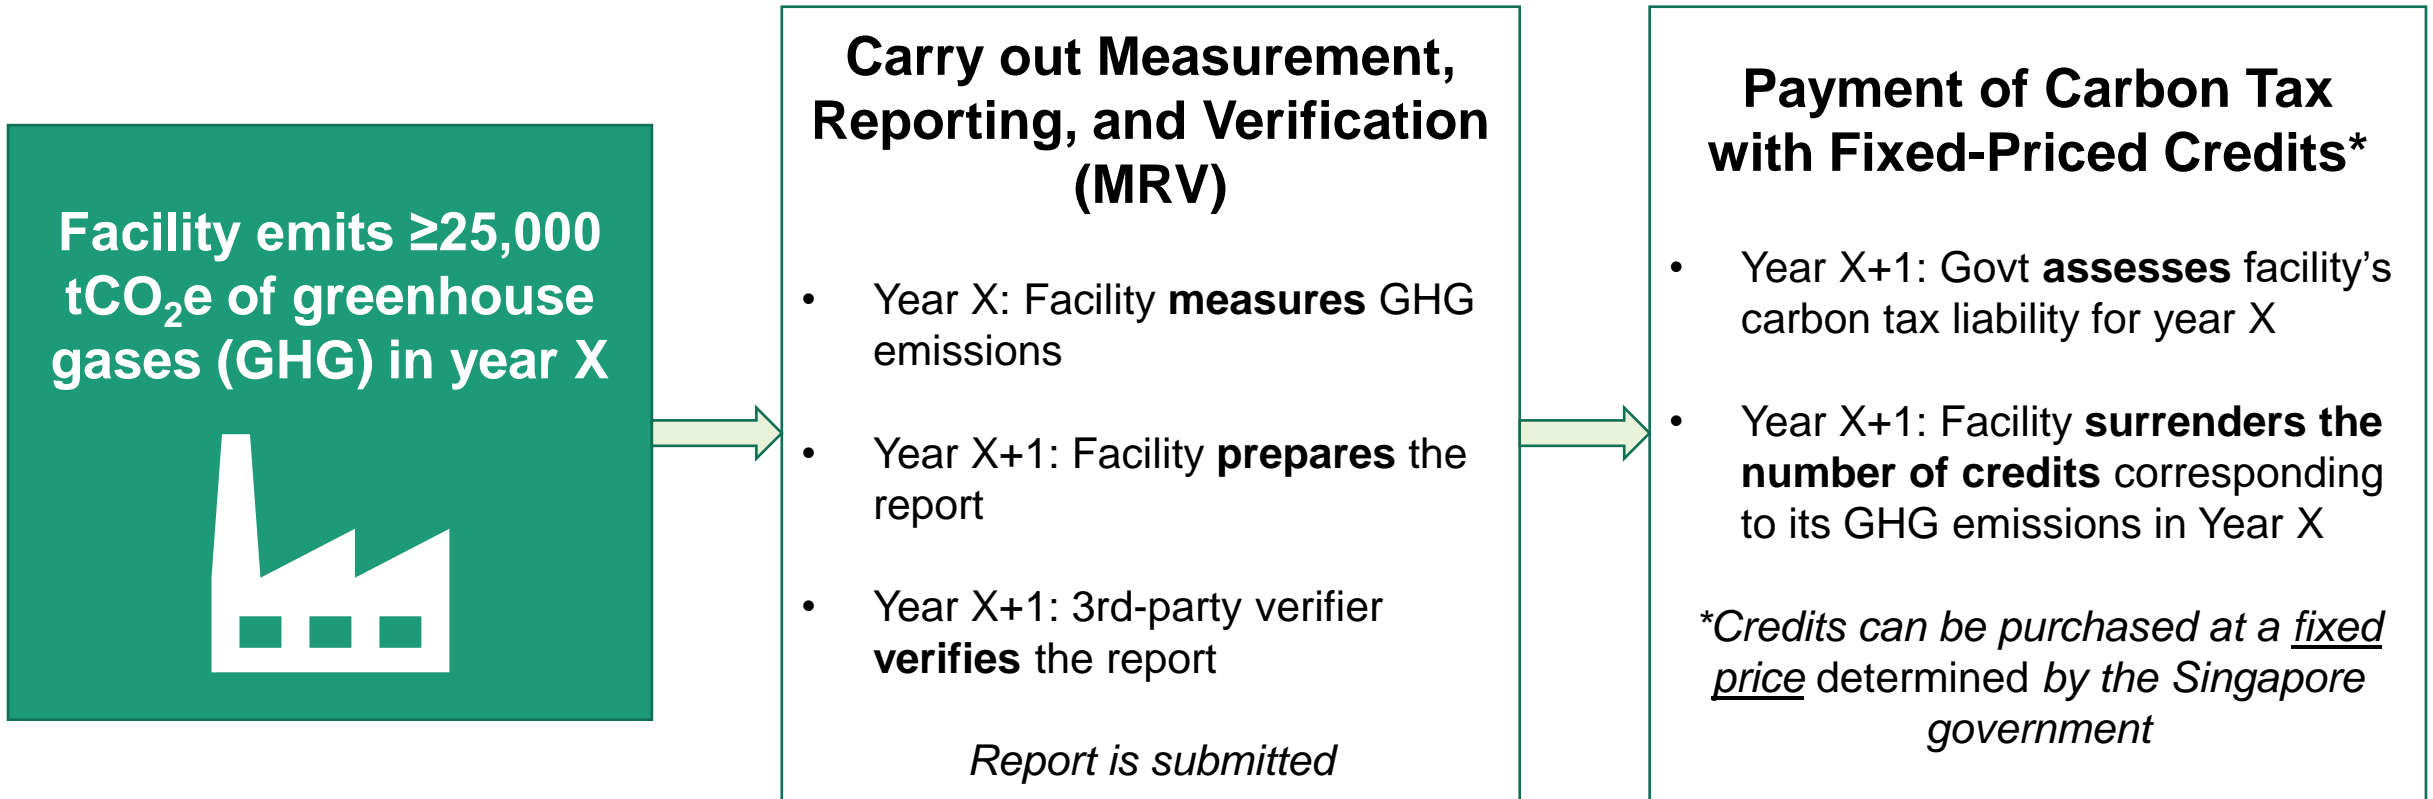 Facility emits ≥25,000
tCO₂e of greenhouse
gases (GHG) in year X
Carry out Measurement,
Reporting, and Verification
(MRV)
• Year X: Facility measures GHG
emissions
• Year X+1: Facility prepares the
report
• Year X+1: 3rd-party verifier
verifies the report
Report is submitted
Payment of Carbon Tax
with Fixed-Priced Credits*
• Year X+1: Govt assesses facility’s
carbon tax liability for year X
• Year X+1: Facility surrenders the
number of credits corresponding
to its GHG emissions in Year X
*Credits can be purchased at a fixed
price determined by the Singapore
government